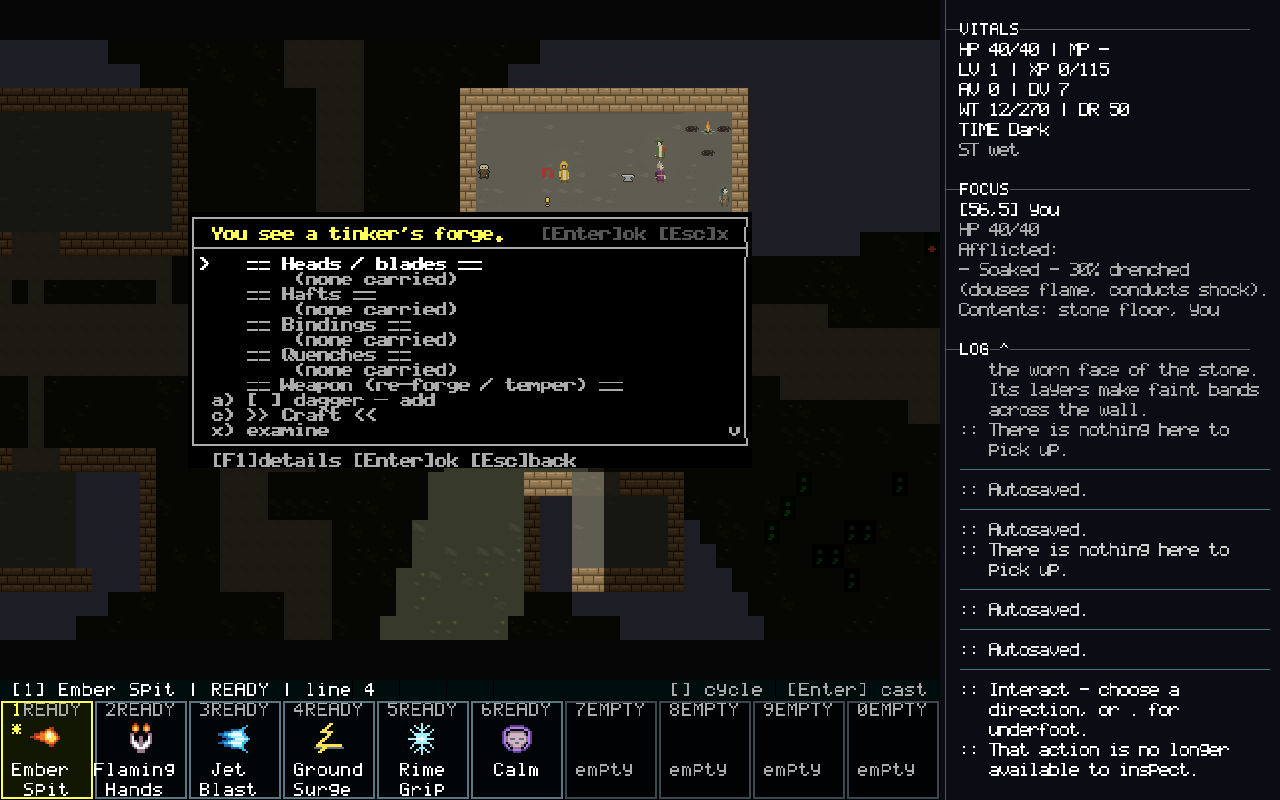 VITALS
HP 40/40 | MP -
LV 1 | XP 0/115
AV 0 | DV 7
WT 12/270 | DR 50
TIME Dark
ST wet
FOCUS
[56,5] You
HP 40/40
Afflicted:
- Soaked - 30% drenched
(douses flame, conducts shock).
Contents: stone floor, you
LOG ^
the worn face of the stone.
Its layers make faint bands
across the wall.
:: There is nothing here to
pick up.
:: Autosaved.
:: Autosaved.
:: There is nothing here to
pick up.
:: Autosaved.
:: Autosaved.
:: Interact - choose a
direction, or . for
underfoot.
:: That action is no longer
available to inspect.
You see a tinker's forge. [Enter]ok [Esc]x
> == Heads / blades ==
(none carried)
== Hafts ==
(none carried)
== Bindings ==
(none carried)
== Quenches ==
(none carried)
== Weapon (re-forge / temper) ==
a) [ ] dagger - add
c) >> Craft <<
x) examine v
[F1]details [Enter]ok [Esc]back
[1] Ember Spit | READY | line 4 [] cycle [Enter] cast
1READY 2READY 3READY 4READY 5READY 6READY 7EMPTY 8EMPTY 9EMPTY 0EMPTY
*
Ember Flaming Jet Ground Rime Calm empty empty empty empty
Spit Hands Blast Surge Grip